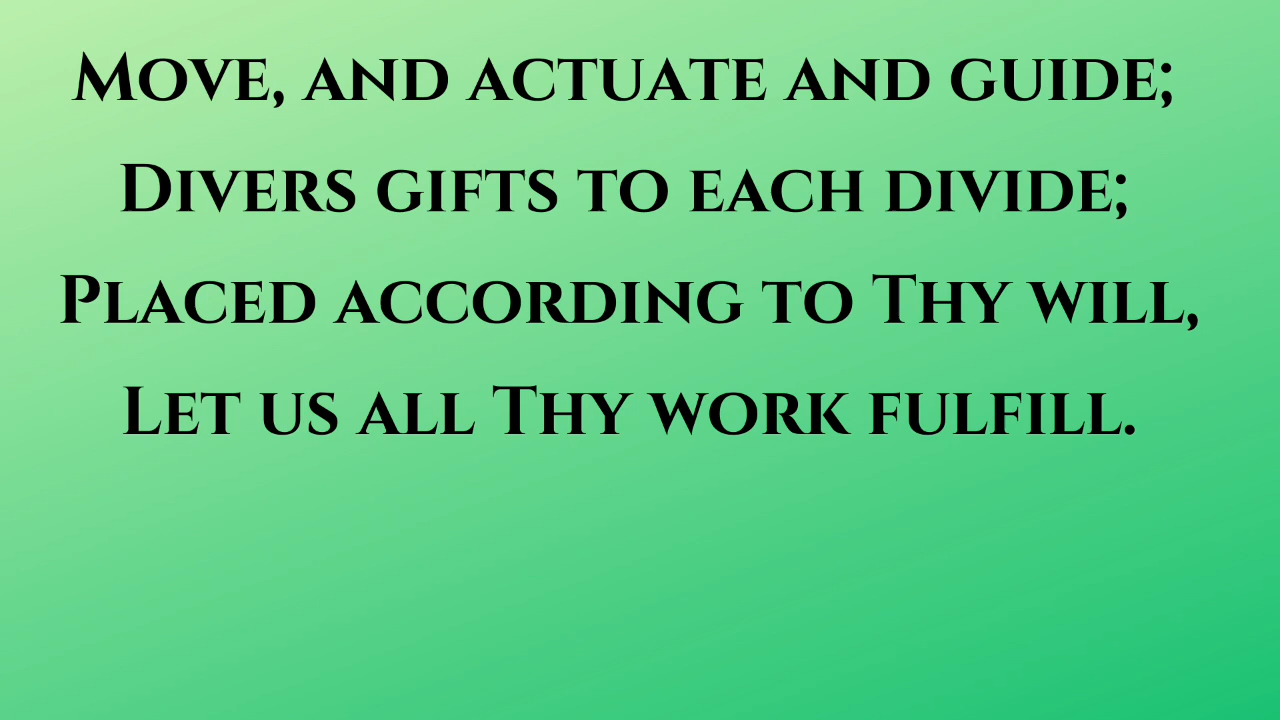 Move, and actuate and guide;
Divers gifts to each divide;
Placed according to Thy will,
Let us all Thy work fulfill.